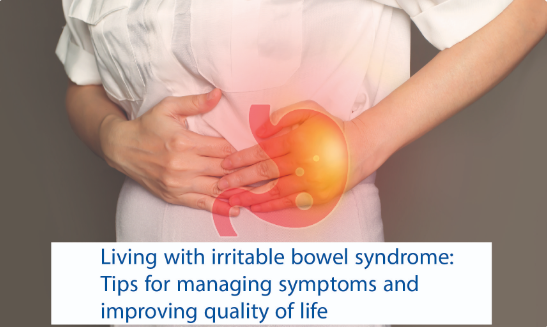 Living with irritable bowel syndrome:
Tips for managing symptoms and
improving quality of life